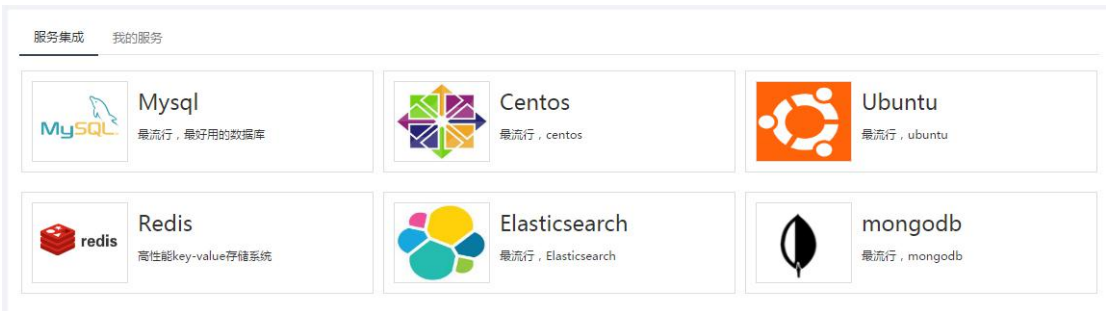 服务集成 我的服务
MySQL
Mysql
最流行，最好用的数据库
Centos
最流行，centos
Ubuntu
最流行，ubuntu
redis
Redis
高性能key-value存储系统
Elasticsearch
最流行，Elasticsearch
mongodb
最流行，mongodb